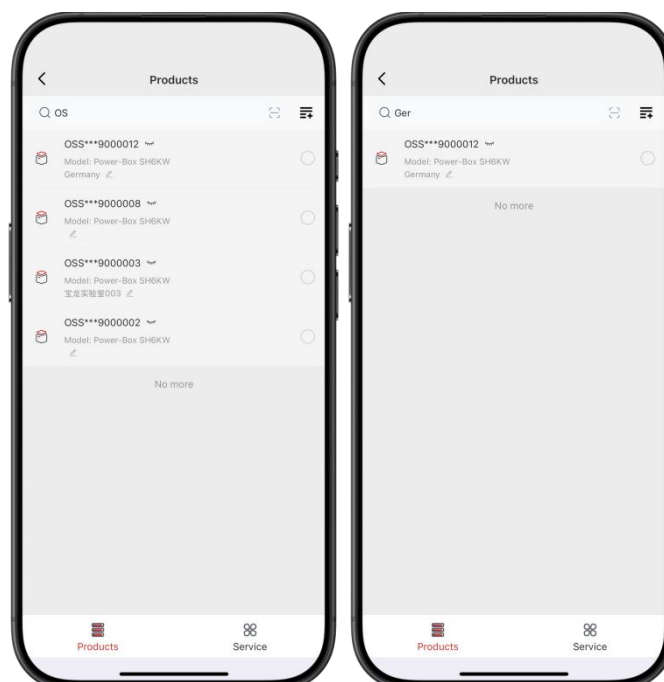 Products
OS
OSS***9000012
Model: Power-Box SH6KW
Germany
OSS***9000008
Model: Power-Box SH6KW
OSS***9000003
Model: Power-Box SH6KW
宝龙实验室003
OSS***9000002
Model: Power-Box SH6KW
No more
Products
Service
Products
Ger
OSS***9000012
Model: Power-Box SH6KW
Germany
No more
Products
Service